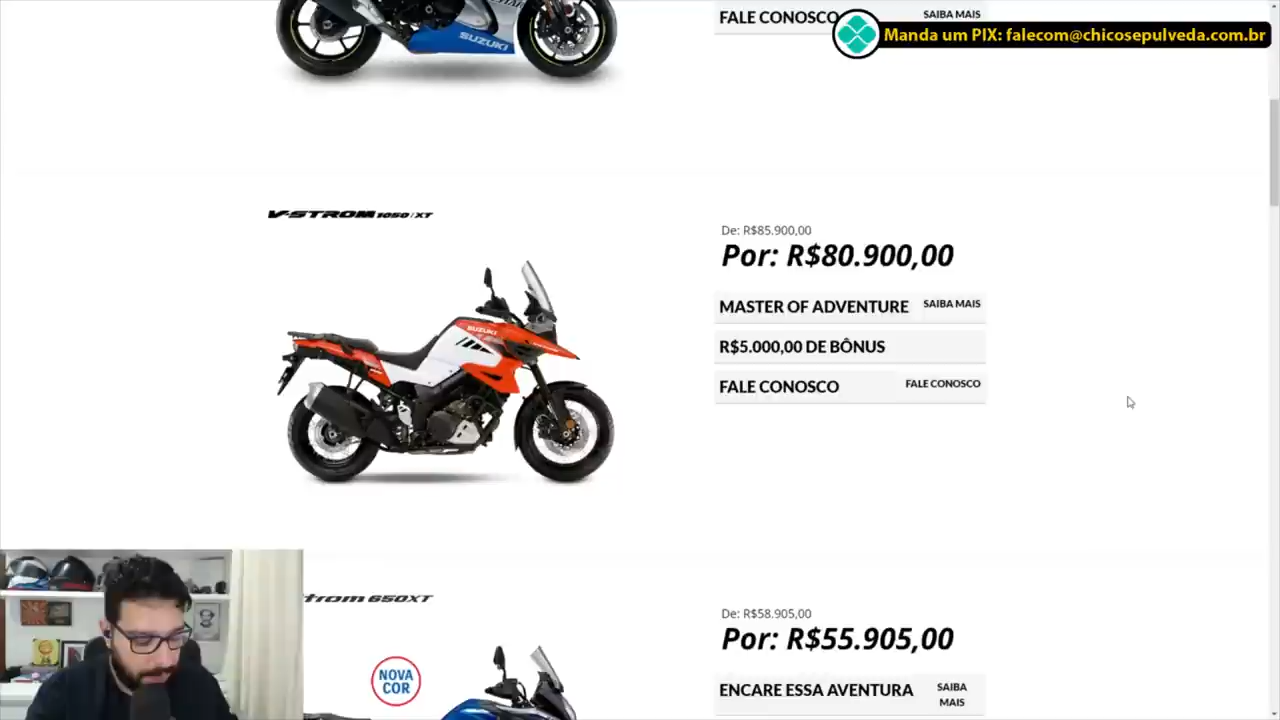 FALE CONOSCO
SAIBA MAIS
Manda um PIX: falecom@chicosepulveda.com.br
SUZUKI
V-STROM 1050/XT
De: R$85.900,00
Por: R$80.900,00
MASTER OF ADVENTURE
SAIBA MAIS
R$5.000,00 DE BÔNUS
FALE CONOSCO
FALE CONOSCO
SUZUKI
trom 650XT
De: R$58.905,00
Por: R$55.905,00
NOVA
COR
ENCARE ESSA AVENTURA
SAIBA
MAIS